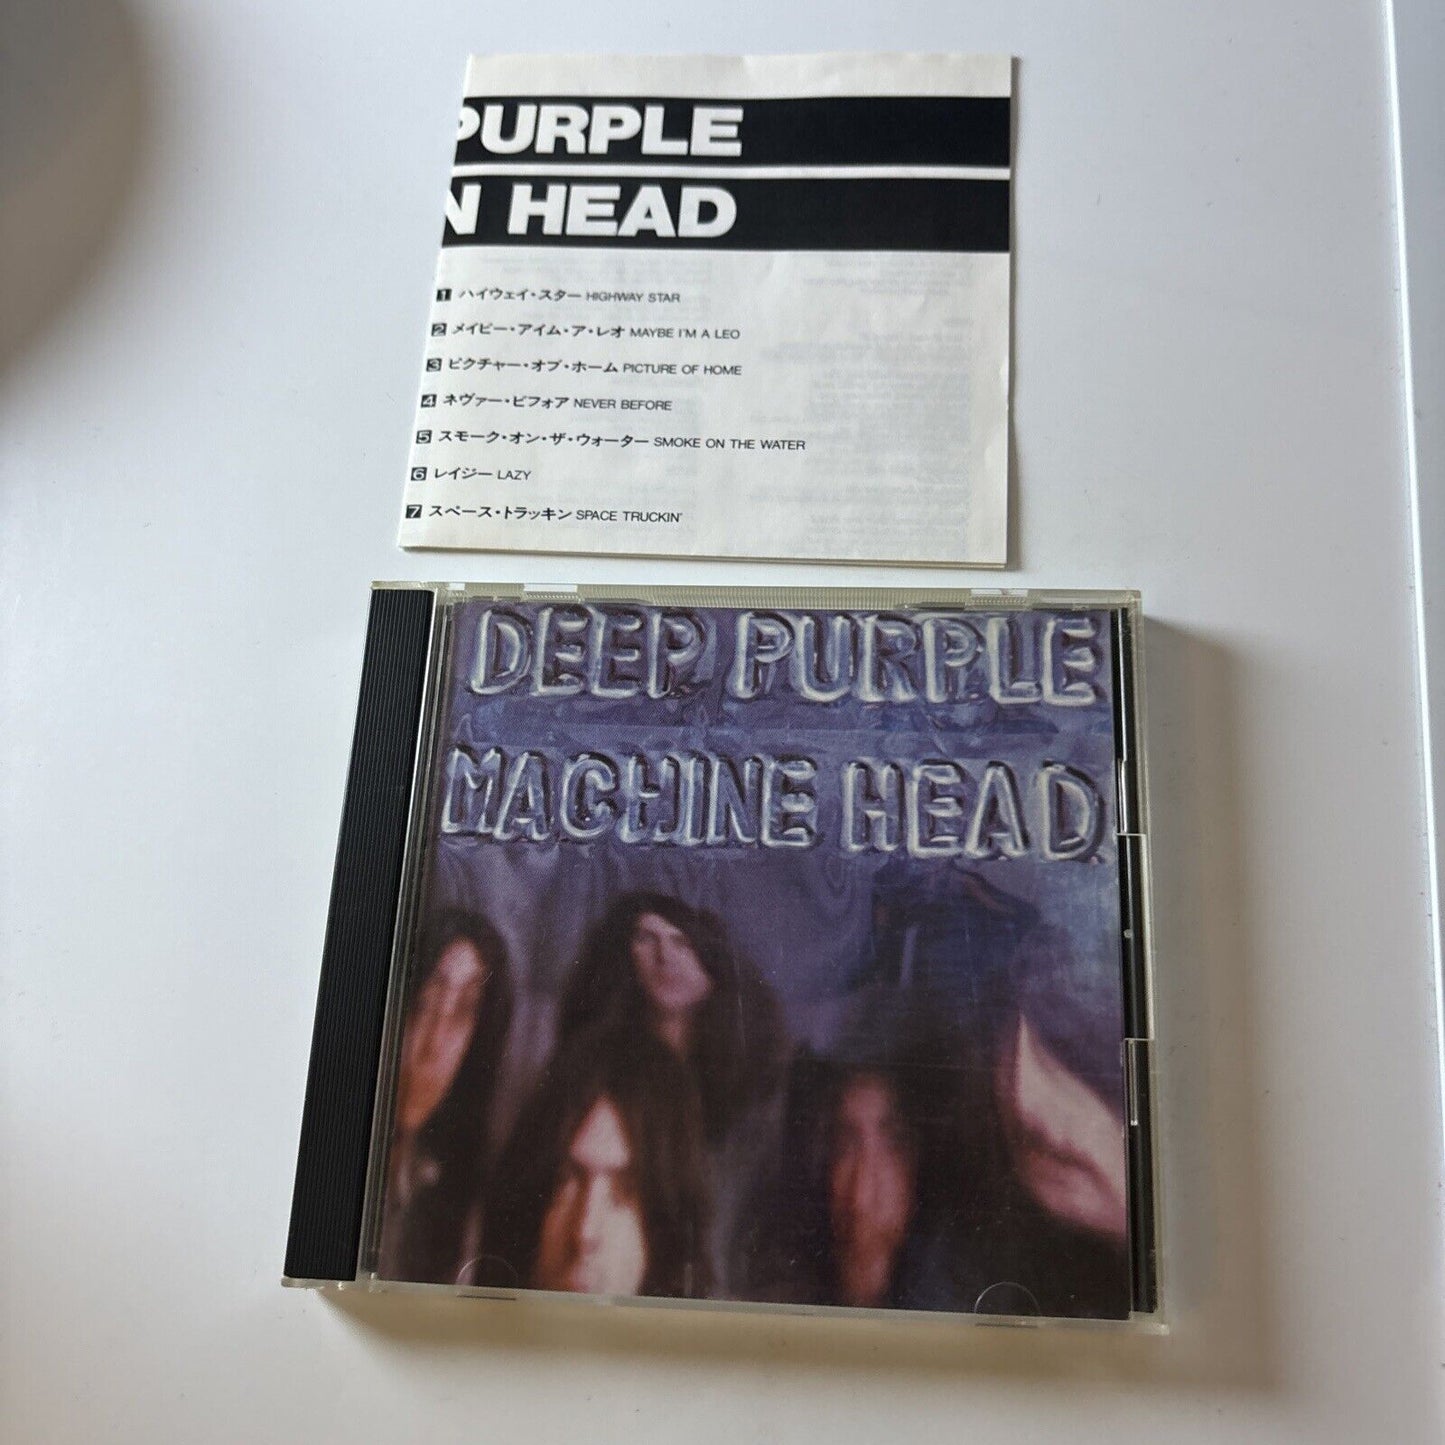 PURPLE
N HEAD
1 ハイウェイ・スター HIGHWAY STAR
2 メイビー・アイム・ア・レオ MAYBE I'M A LEO
3 ピクチャー・オブ・ホーム PICTURE OF HOME
4 ネヴァー・ビフォア NEVER BEFORE
5 スモーク・オン・ザ・ウォーター SMOKE ON THE WATER
6 レイジー LAZY
7 スペース・トラッキン SPACE TRUCKIN'
DEEP PURPLE
MACHINE HEAD